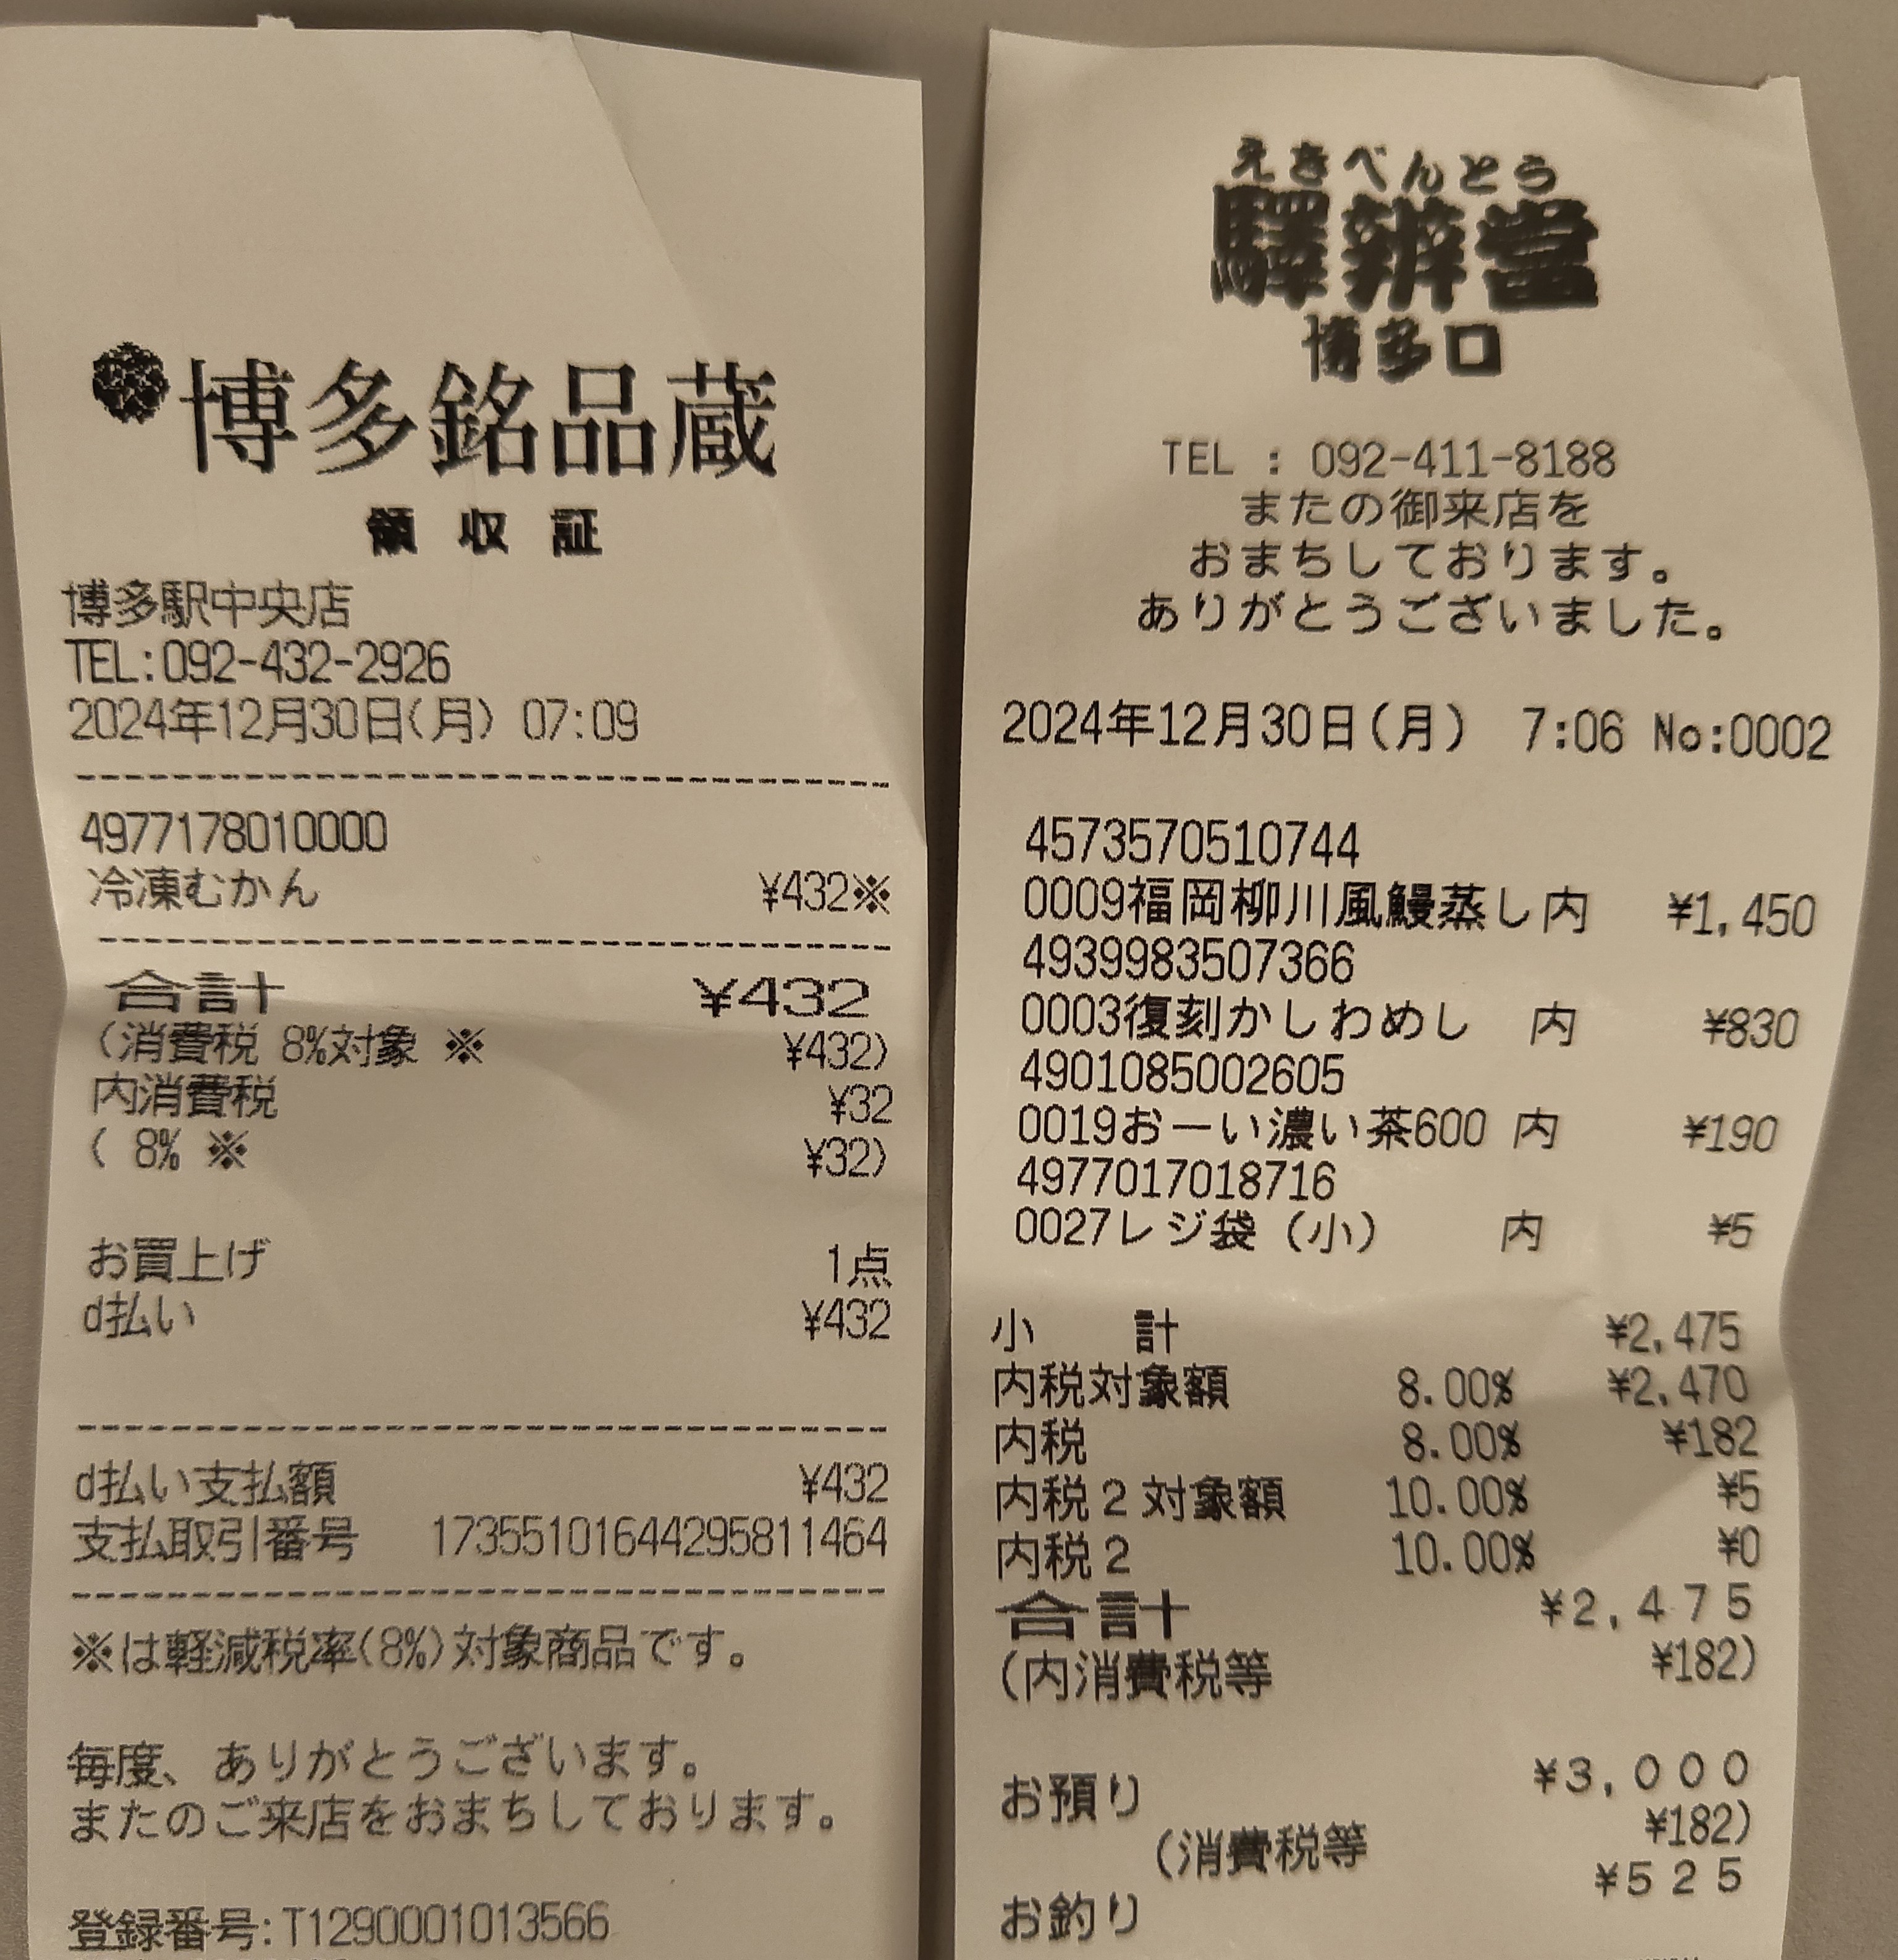 博多銘品蔵
領収証
博多駅中央店
TEL:092-432-2926
2024年12月30日(月) 07:09
4977178010000
冷凍むかん ¥432※
合計 ¥432
(消費税 8%対象 ※ ¥432)
内消費税 ¥32
( 8% ※ ¥32)
お買上げ 1点
d払い ¥432
d払い支払額 ¥432
支払取引番号 17355101644295811464
※は軽減税率(8%)対象商品です。
毎度、ありがとうございます。
またのご来店をおまちしております。
登録番号:T1290001013566
えきべんとう
驛辨當
博多口
TEL : 092-411-8188
またの御来店を
おまちしております。
ありがとうございました。
2024年12月30日(月) 7:06 No:0002
4573570510744
0009福岡柳川風鰻蒸し内 ¥1,450
4939983507366
0003復刻かしわめし 内 ¥830
4901085002605
0019おーい濃い茶600 内 ¥190
4977017018716
0027レジ袋(小) 内 ¥5
小 計 ¥2,475
内税対象額 8.00% ¥2,470
内税 8.00% ¥182
内税2対象額 10.00% ¥5
内税2 10.00% ¥0
合計 ¥2,475
(内消費税等 ¥182)
お預り ¥3,000
(消費税等 ¥182)
お釣り ¥525